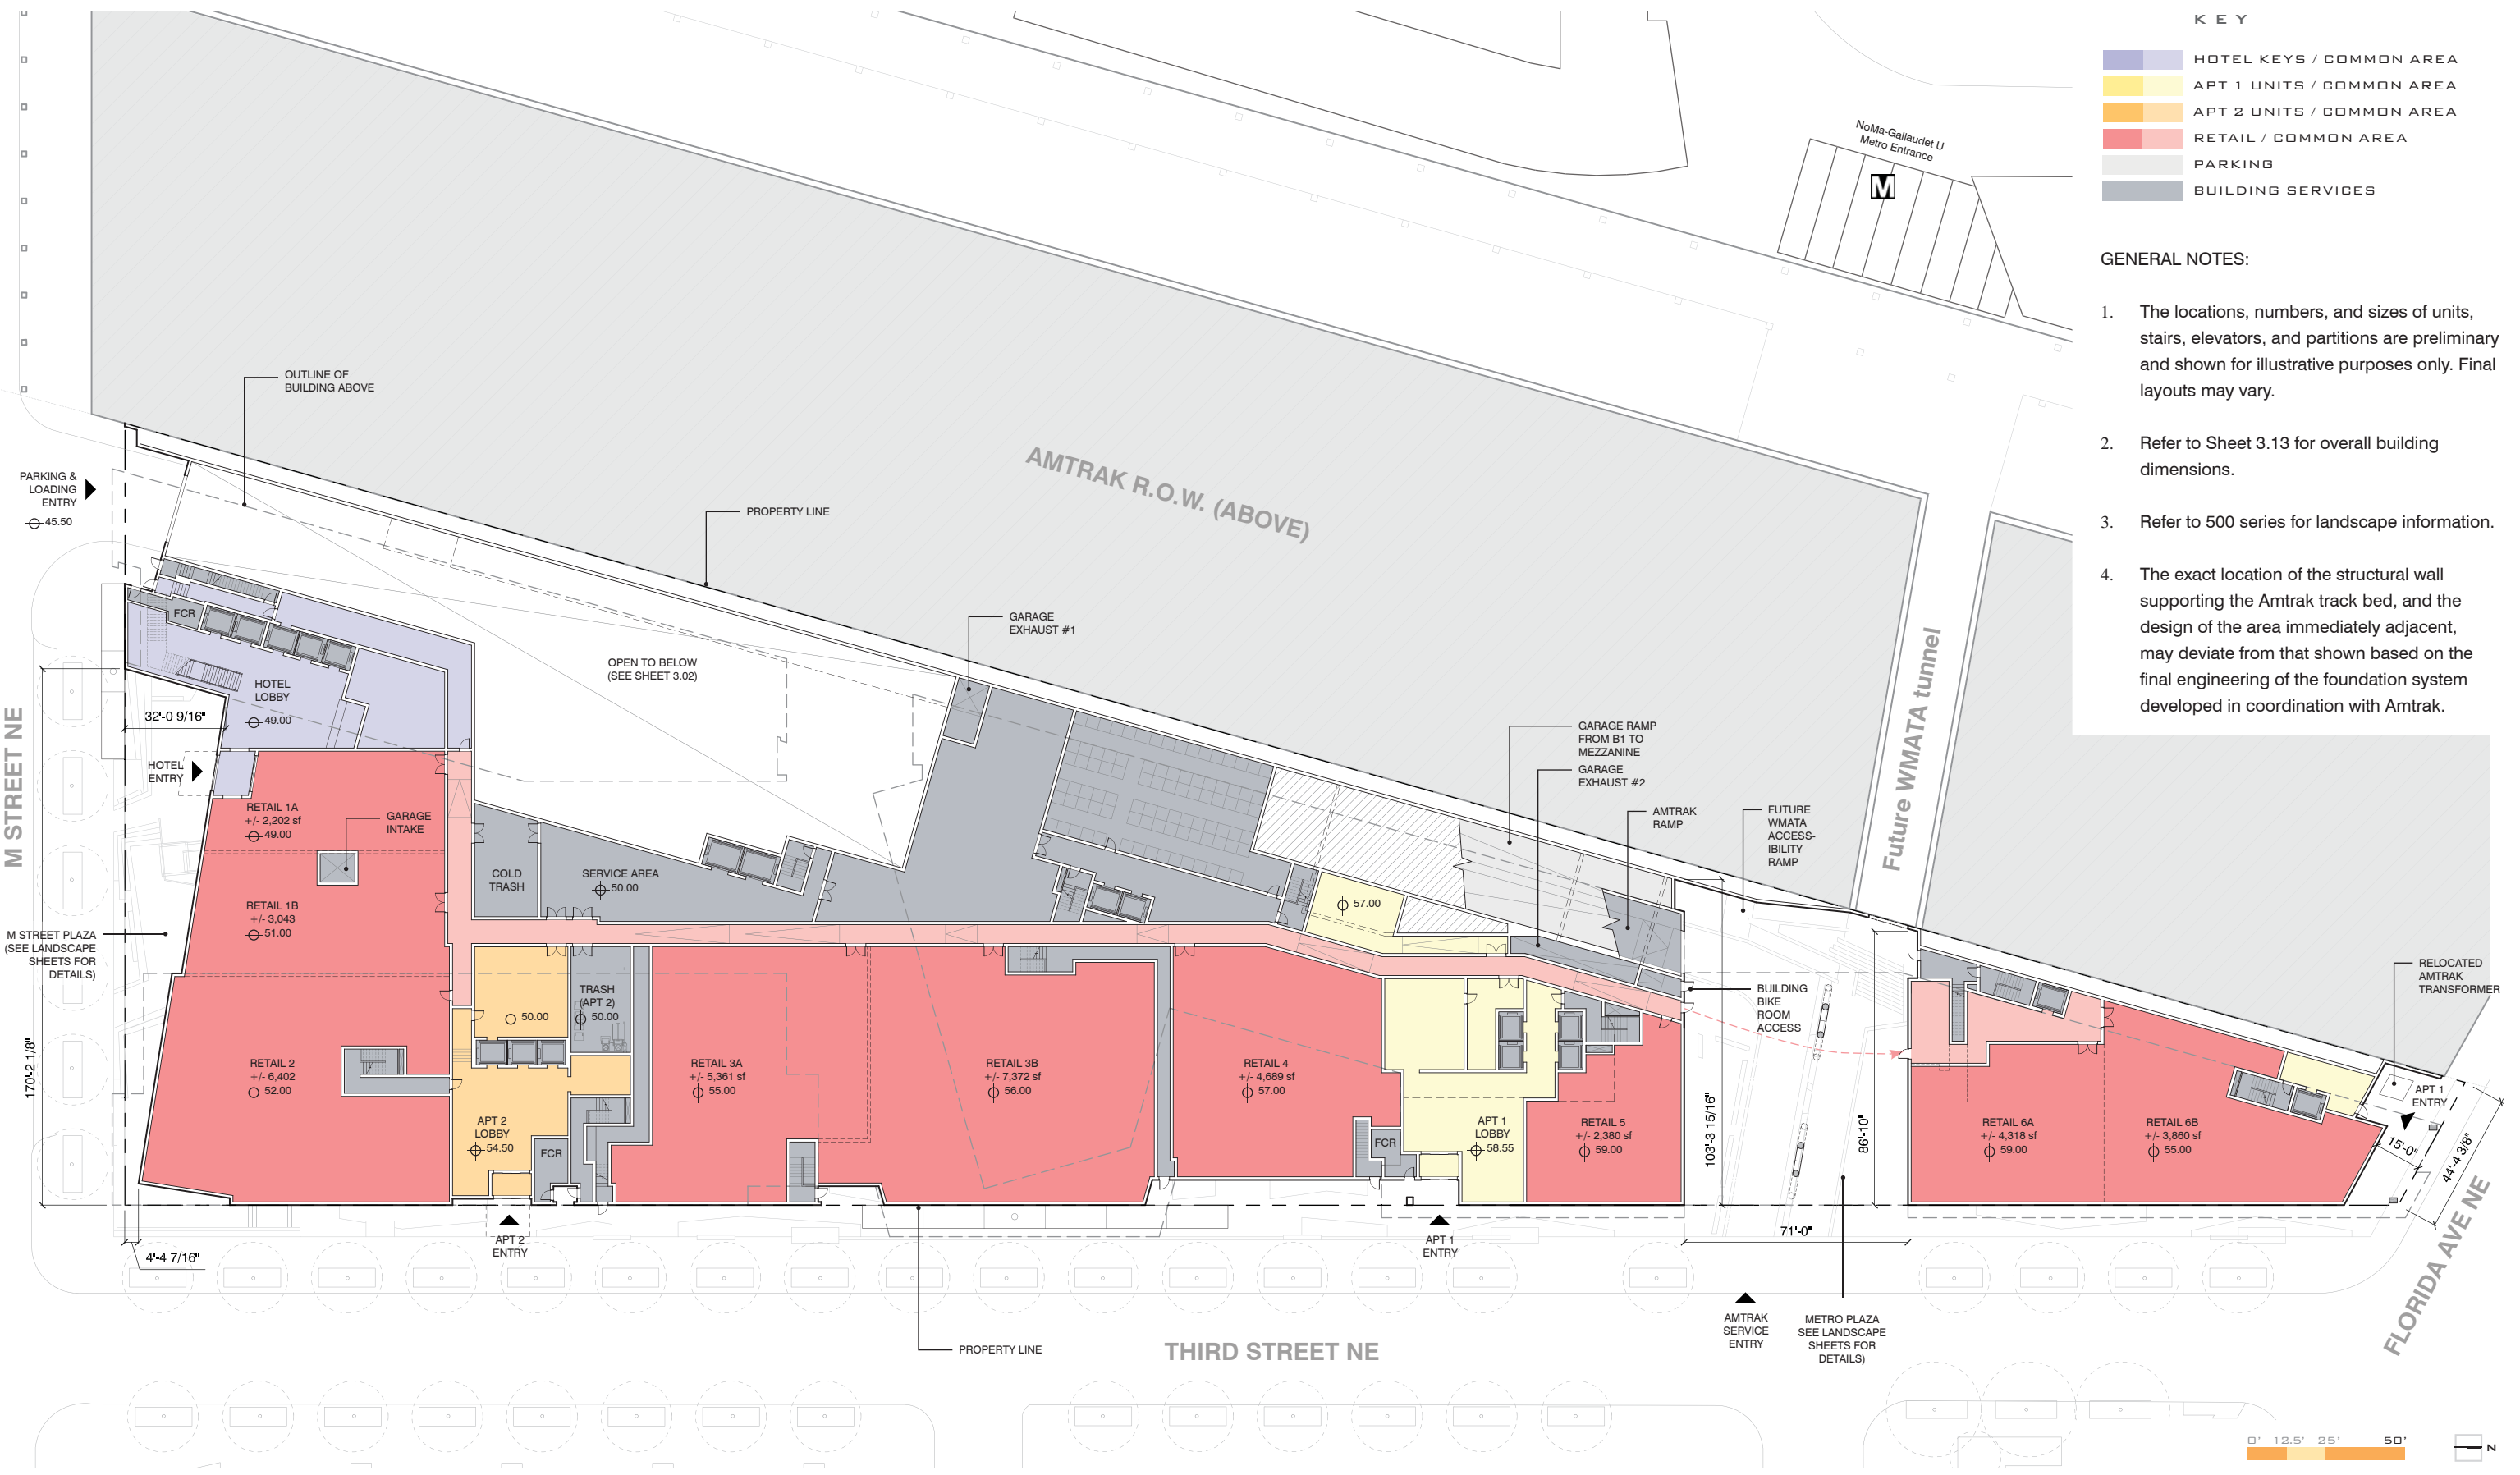 KEY
HOTEL KEYS / COMMON AREA
APT 1 UNITS / COMMON AREA
APT 2 UNITS / COMMON AREA
RETAIL / COMMON AREA
PARKING
BUILDING SERVICES
GENERAL NOTES:
1. The locations, numbers, and sizes of units,
stairs, elevators, and partitions are preliminary
and shown for illustrative purposes only. Final
layouts may vary.
2. Refer to Sheet 3.13 for overall building
dimensions.
3. Refer to 500 series for landscape information.
4. The exact location of the structural wall
supporting the Amtrak track bed, and the
design of the area immediately adjacent,
may deviate from that shown based on the
final engineering of the foundation system
developed in coordination with Amtrak.
NoMa-Gallaudet U
Metro Entrance
M
OUTLINE OF
BUILDING ABOVE
PARKING &
LOADING
ENTRY
45.50
PROPERTY LINE
AMTRAK R.O.W. (ABOVE)
Future WMATA tunnel
GARAGE
EXHAUST #1
OPEN TO BELOW
(SEE SHEET 3.02)
FCR
HOTEL
LOBBY
49.00
32'-0 9/16"
HOTEL
ENTRY
M STREET NE
GARAGE RAMP
FROM B1 TO
MEZZANINE
GARAGE
EXHAUST #2
AMTRAK
RAMP
FUTURE
WMATA
ACCESS-
IBILITY
RAMP
RETAIL 1A
+/- 2,202 sf
49.00
GARAGE
INTAKE
COLD
TRASH
SERVICE AREA
50.00
57.00
RETAIL 1B
+/- 3,043
51.00
M STREET PLAZA
(SEE LANDSCAPE
SHEETS FOR
DETAILS)
170'-2 1/8"
50.00
TRASH
(APT 2)
50.00
BUILDING
BIKE
ROOM
ACCESS
RELOCATED
AMTRAK
TRANSFORMER
RETAIL 2
+/- 6,402
52.00
RETAIL 3A
+/- 5,361 sf
55.00
RETAIL 3B
+/- 7,372 sf
56.00
RETAIL 4
+/- 4,689 sf
57.00
APT 2
LOBBY
54.50
FCR
FCR
APT 1
LOBBY
58.55
RETAIL 5
+/- 2,380 sf
59.00
103'-3 15/16"
86'-10"
RETAIL 6A
+/- 4,318 sf
59.00
RETAIL 6B
+/- 3,860 sf
55.00
APT 1
ENTRY
15'-0"
44'-4 3/8"
4'-4 7/16"
APT 2
ENTRY
APT 1
ENTRY
71'-0"
FLORIDA AVE NE
PROPERTY LINE
THIRD STREET NE
AMTRAK
SERVICE
ENTRY
METRO PLAZA
SEE LANDSCAPE
SHEETS FOR
DETAILS)
0' 12.5' 25' 50'
N